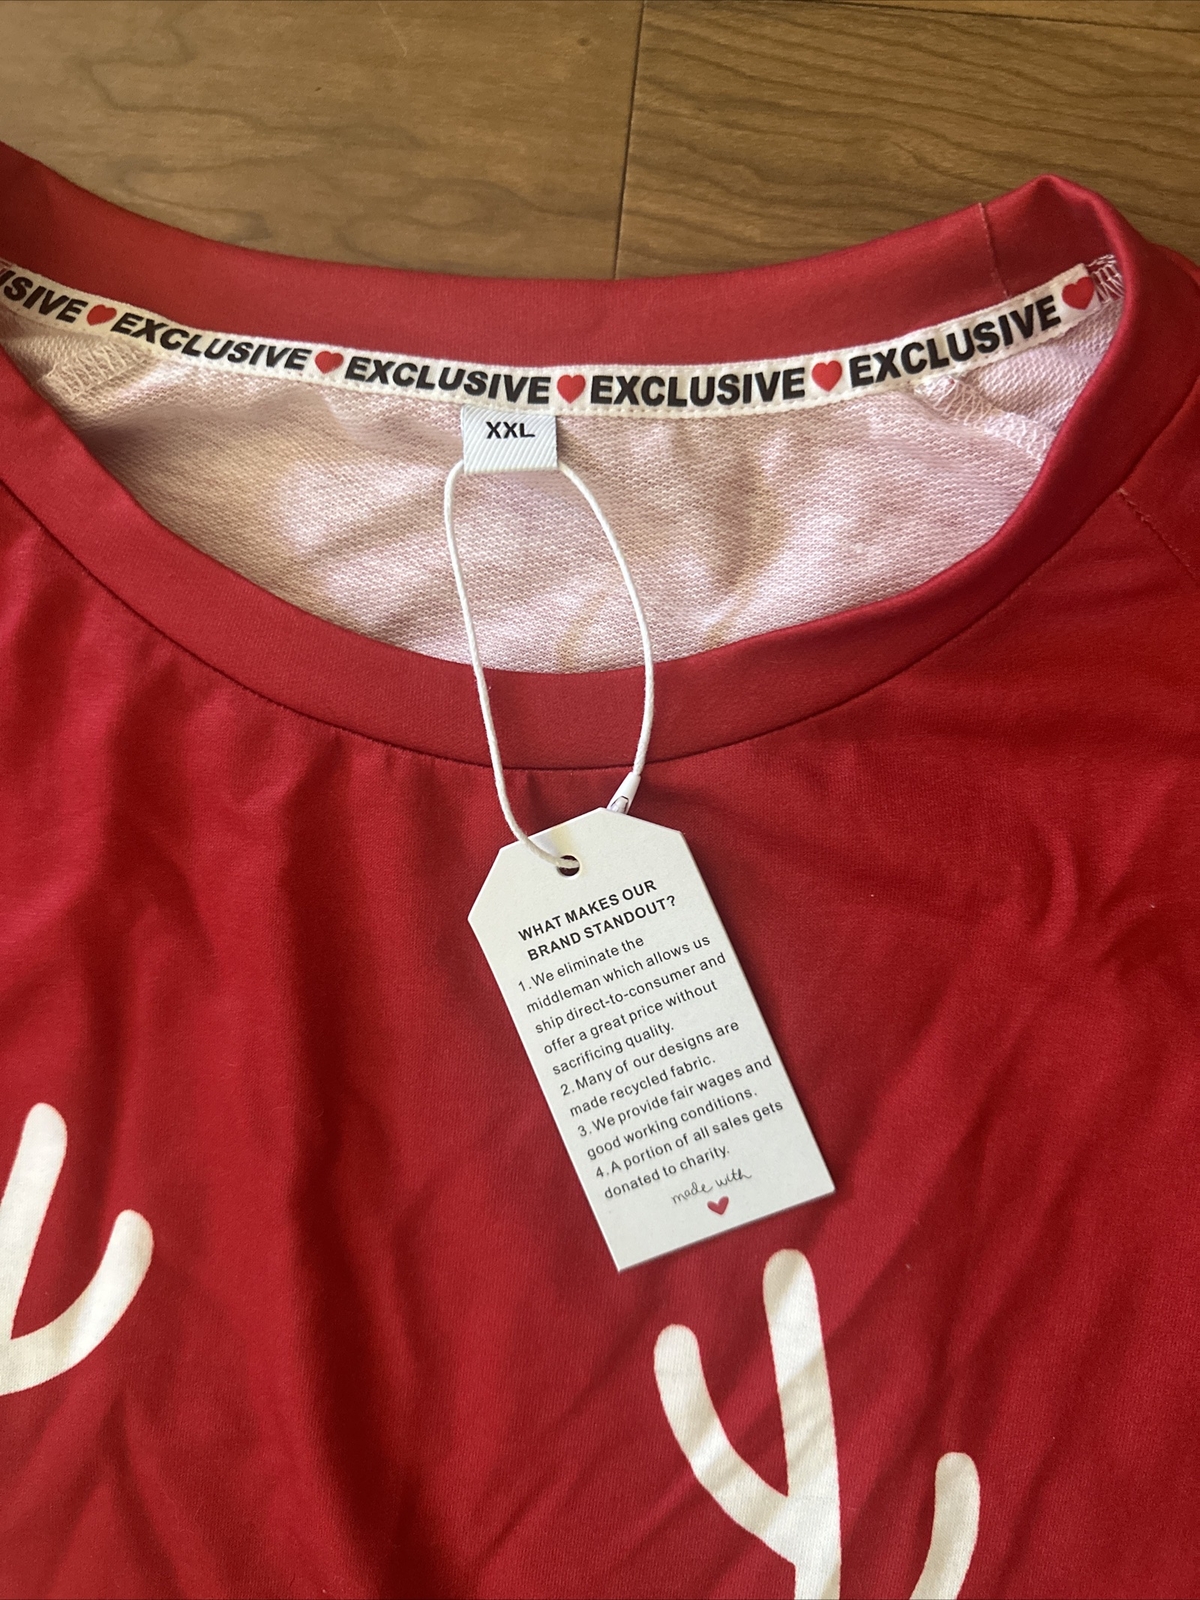 USIVE ❤ EXCLUSIVE ❤ EXCLUSIVE ❤ EXCLUSIVE ❤ EXCLUSIVE ❤
XXL
WHAT MAKES OUR
BRAND STANDOUT?
1. We eliminate the
middleman which allows us
ship direct-to-consumer and
offer a great price without
sacrificing quality.
2. Many of our designs are
made recycled fabric.
3. We provide fair wages and
good working conditions.
4. A portion of all sales gets
donated to charity.
made with
❤